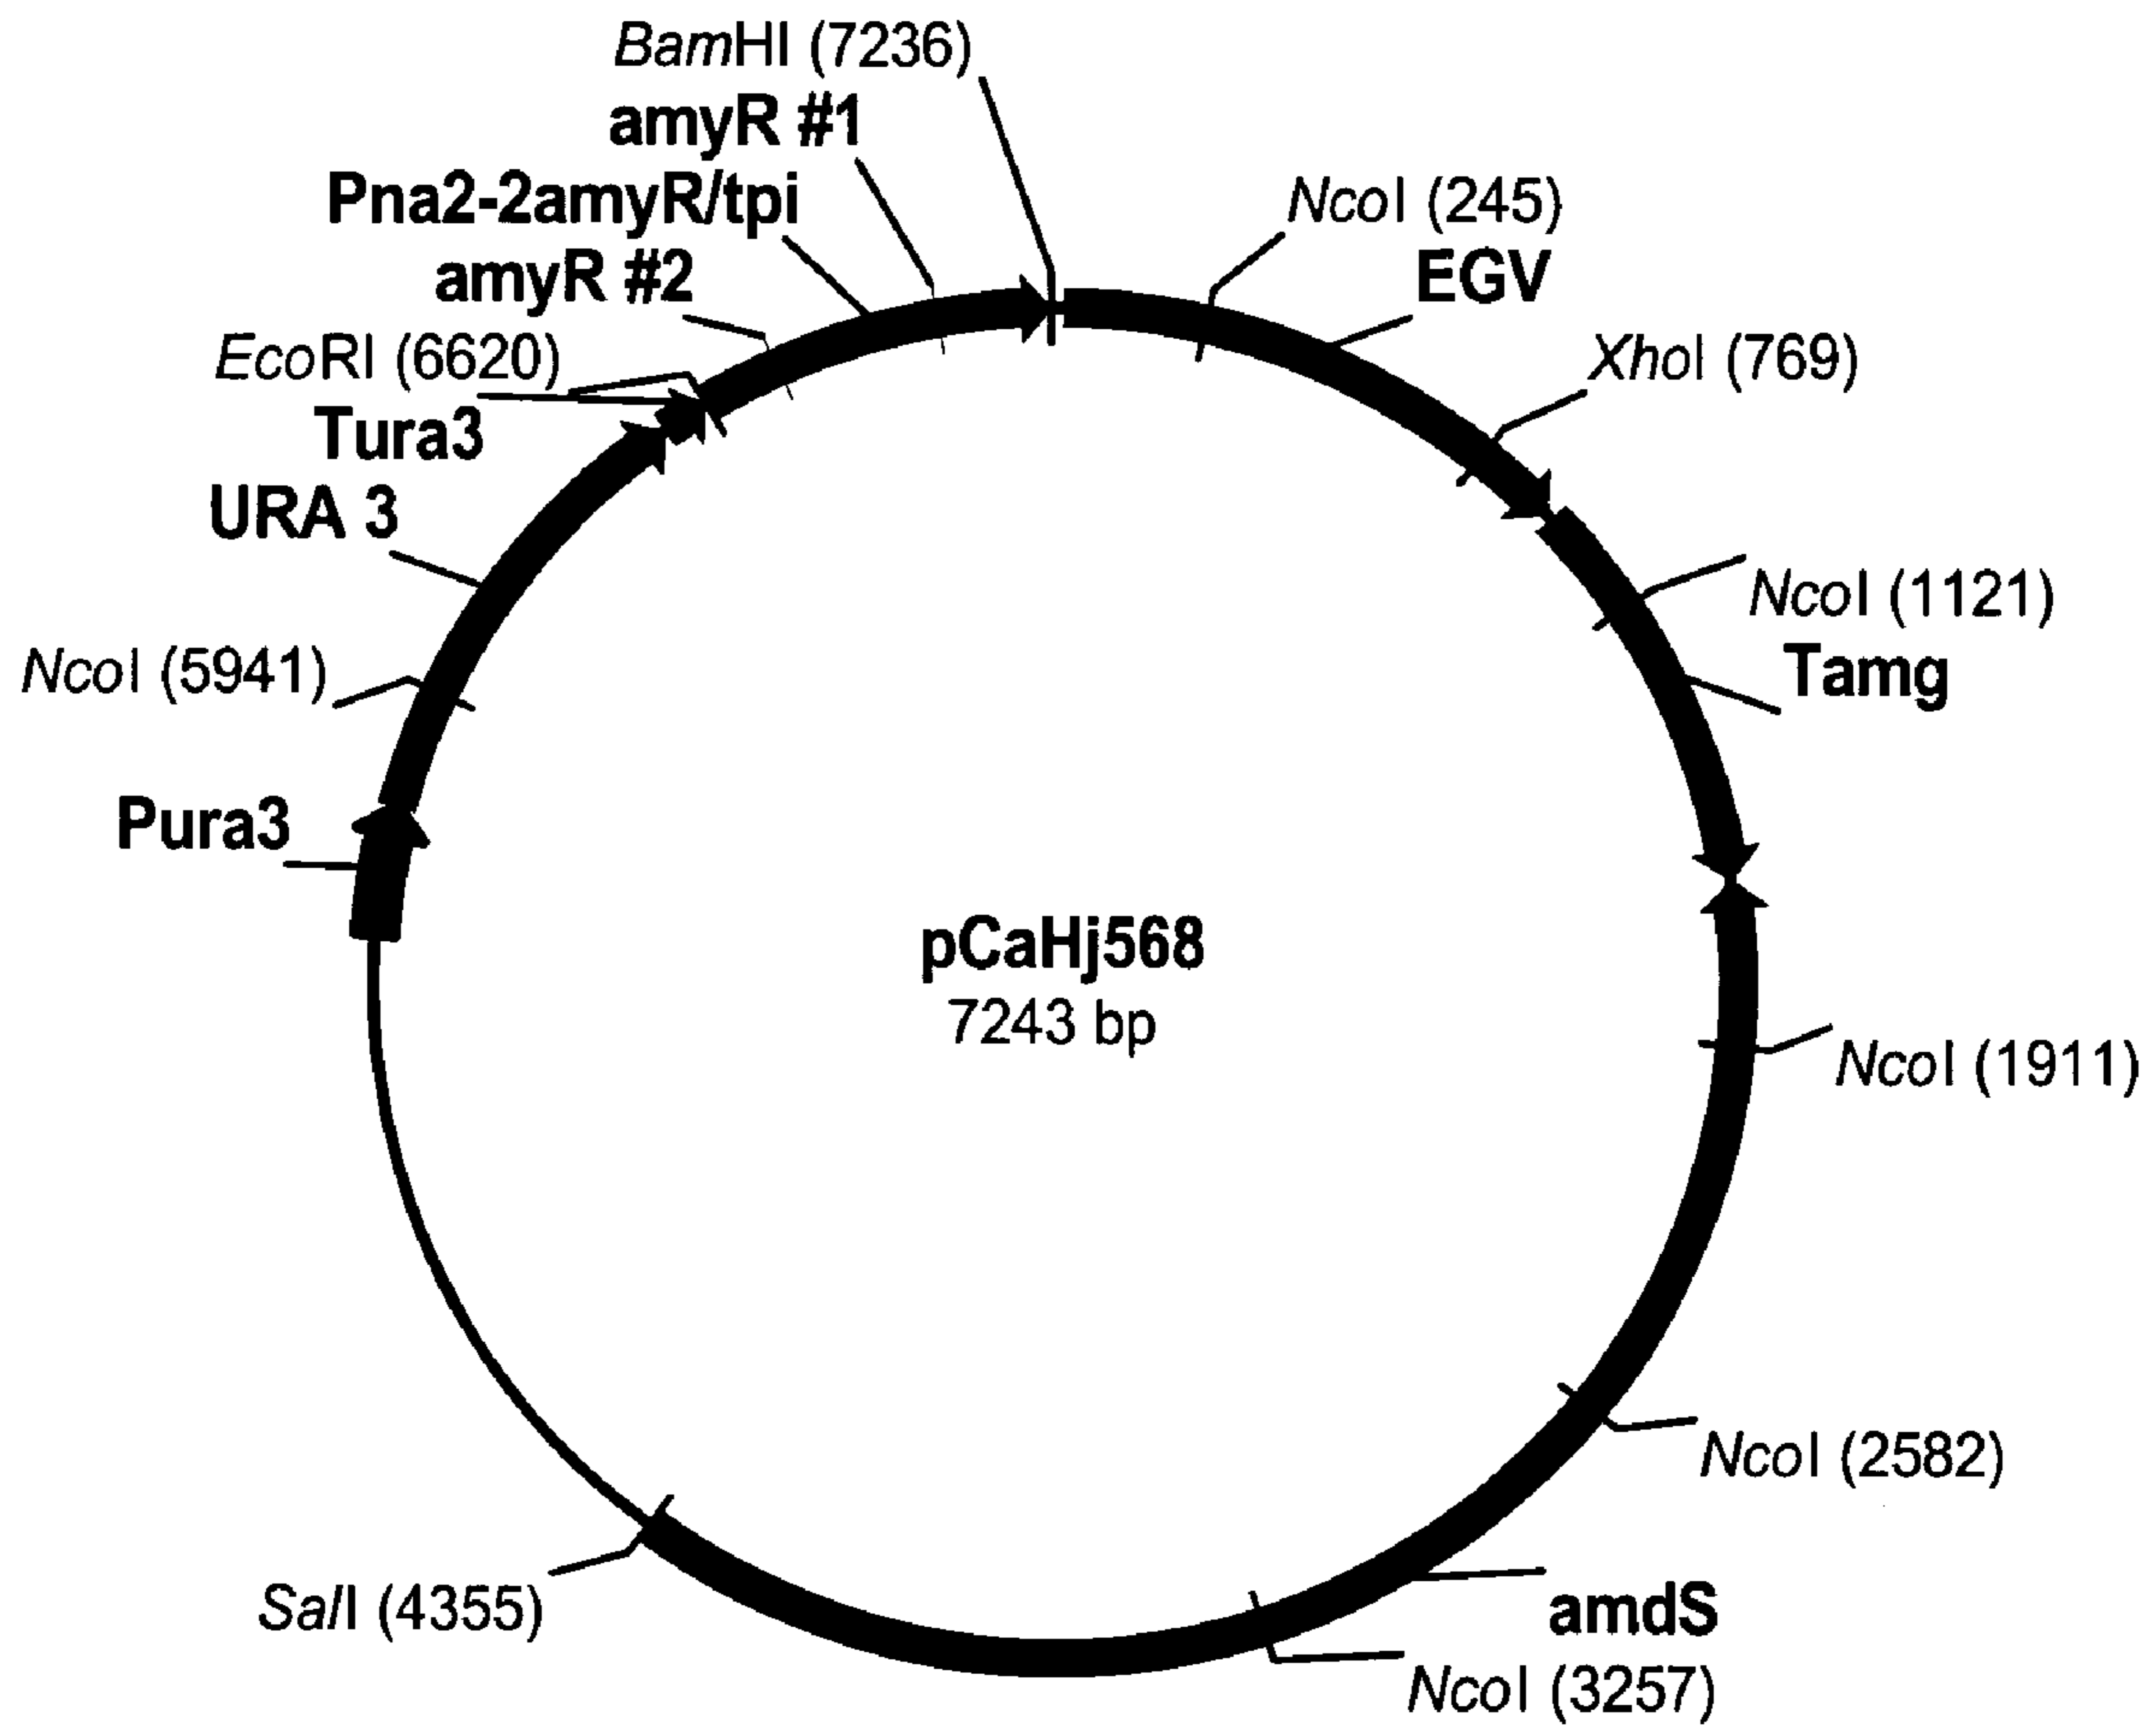 BamHI (7236)
amyR #1
Pna2-2amyR/tpi
amyR #2
EcoRI (6620)
Tura3
URA 3
NcoI (5941)
Pura3
NcoI (245)
EGV
XhoI (769)
NcoI (1121)
Tamg
pCaHj568
7243 bp
NcoI (1911)
NcoI (2582)
amdS
NcoI (3257)
SalI (4355)